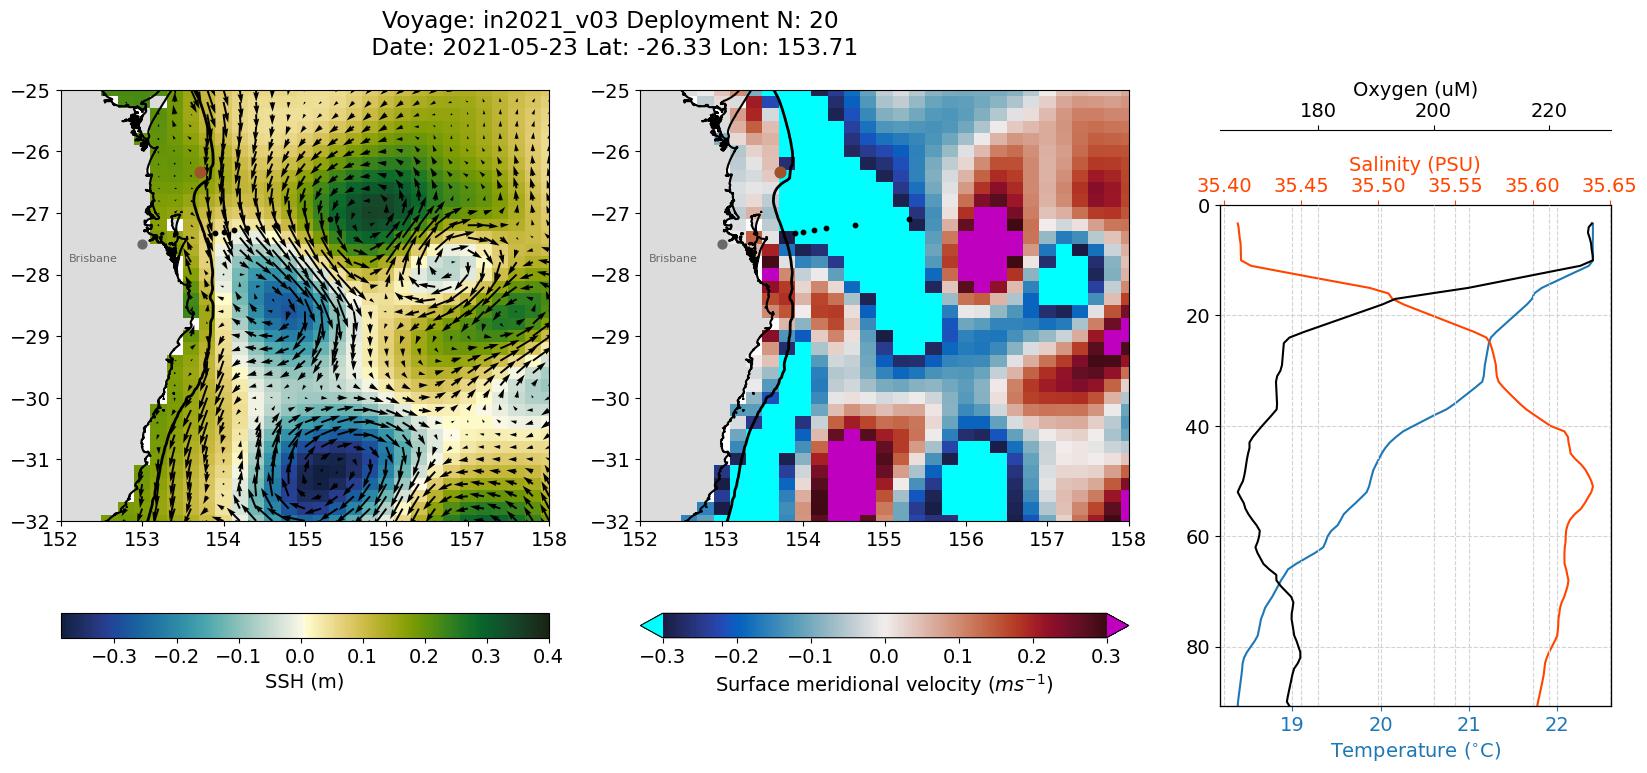 Voyage: in2021_v03 Deployment N: 20
Date: 2021-05-23 Lat: -26.33 Lon: 153.71
−25
−26
−27
−28
−29
−30
−31
−32
Brisbane
152 153 154 155 156 157 158
−0.3 −0.2 −0.1 0.0 0.1 0.2 0.3 0.4
SSH (m)
−25
−26
−27
−28
−29
−30
−31
−32
Brisbane
152 153 154 155 156 157 158
−0.3 −0.2 −0.1 0.0 0.1 0.2 0.3
Surface meridional velocity (ms⁻¹)
Oxygen (uM)
180 200 220
Salinity (PSU)
35.40 35.45 35.50 35.55 35.60 35.65
0
20
40
60
80
19 20 21 22
Temperature (°C)